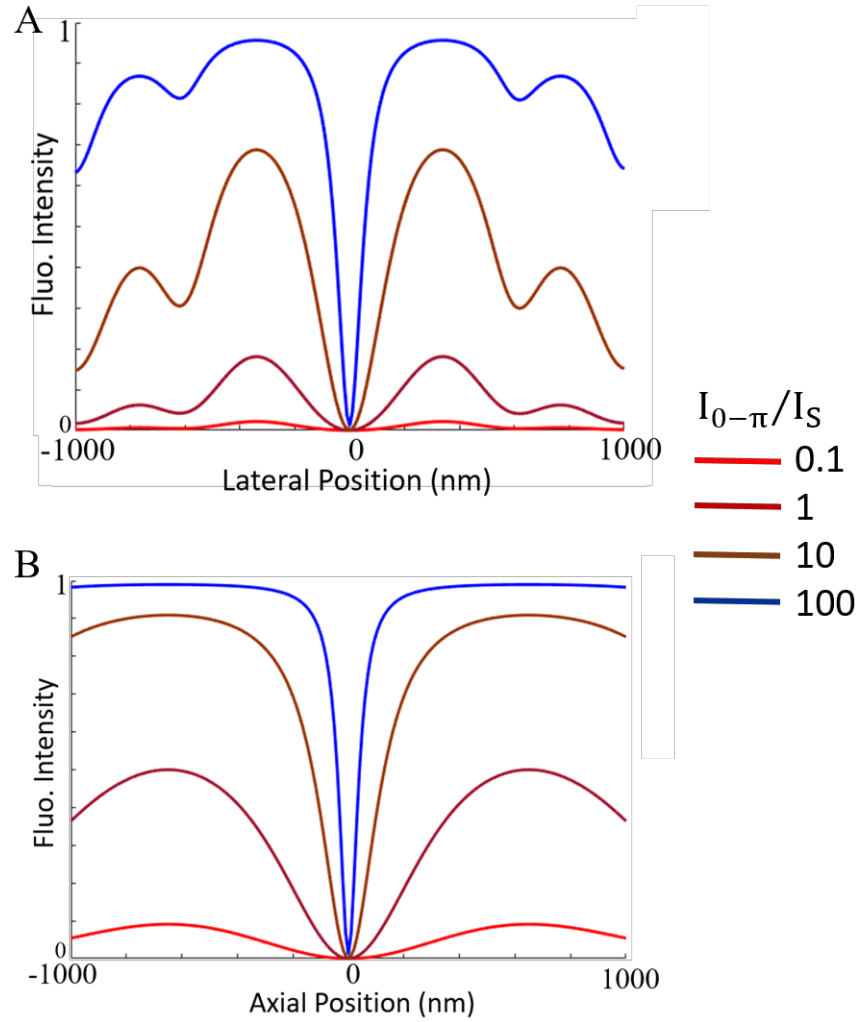 A
1
Fluo. Intensity
0
-1000
0
1000
Lateral Position (nm)
I0−π/IS
0.1
1
10
100
B
1
Fluo. Intensity
0
-1000
0
1000
Axial Position (nm)